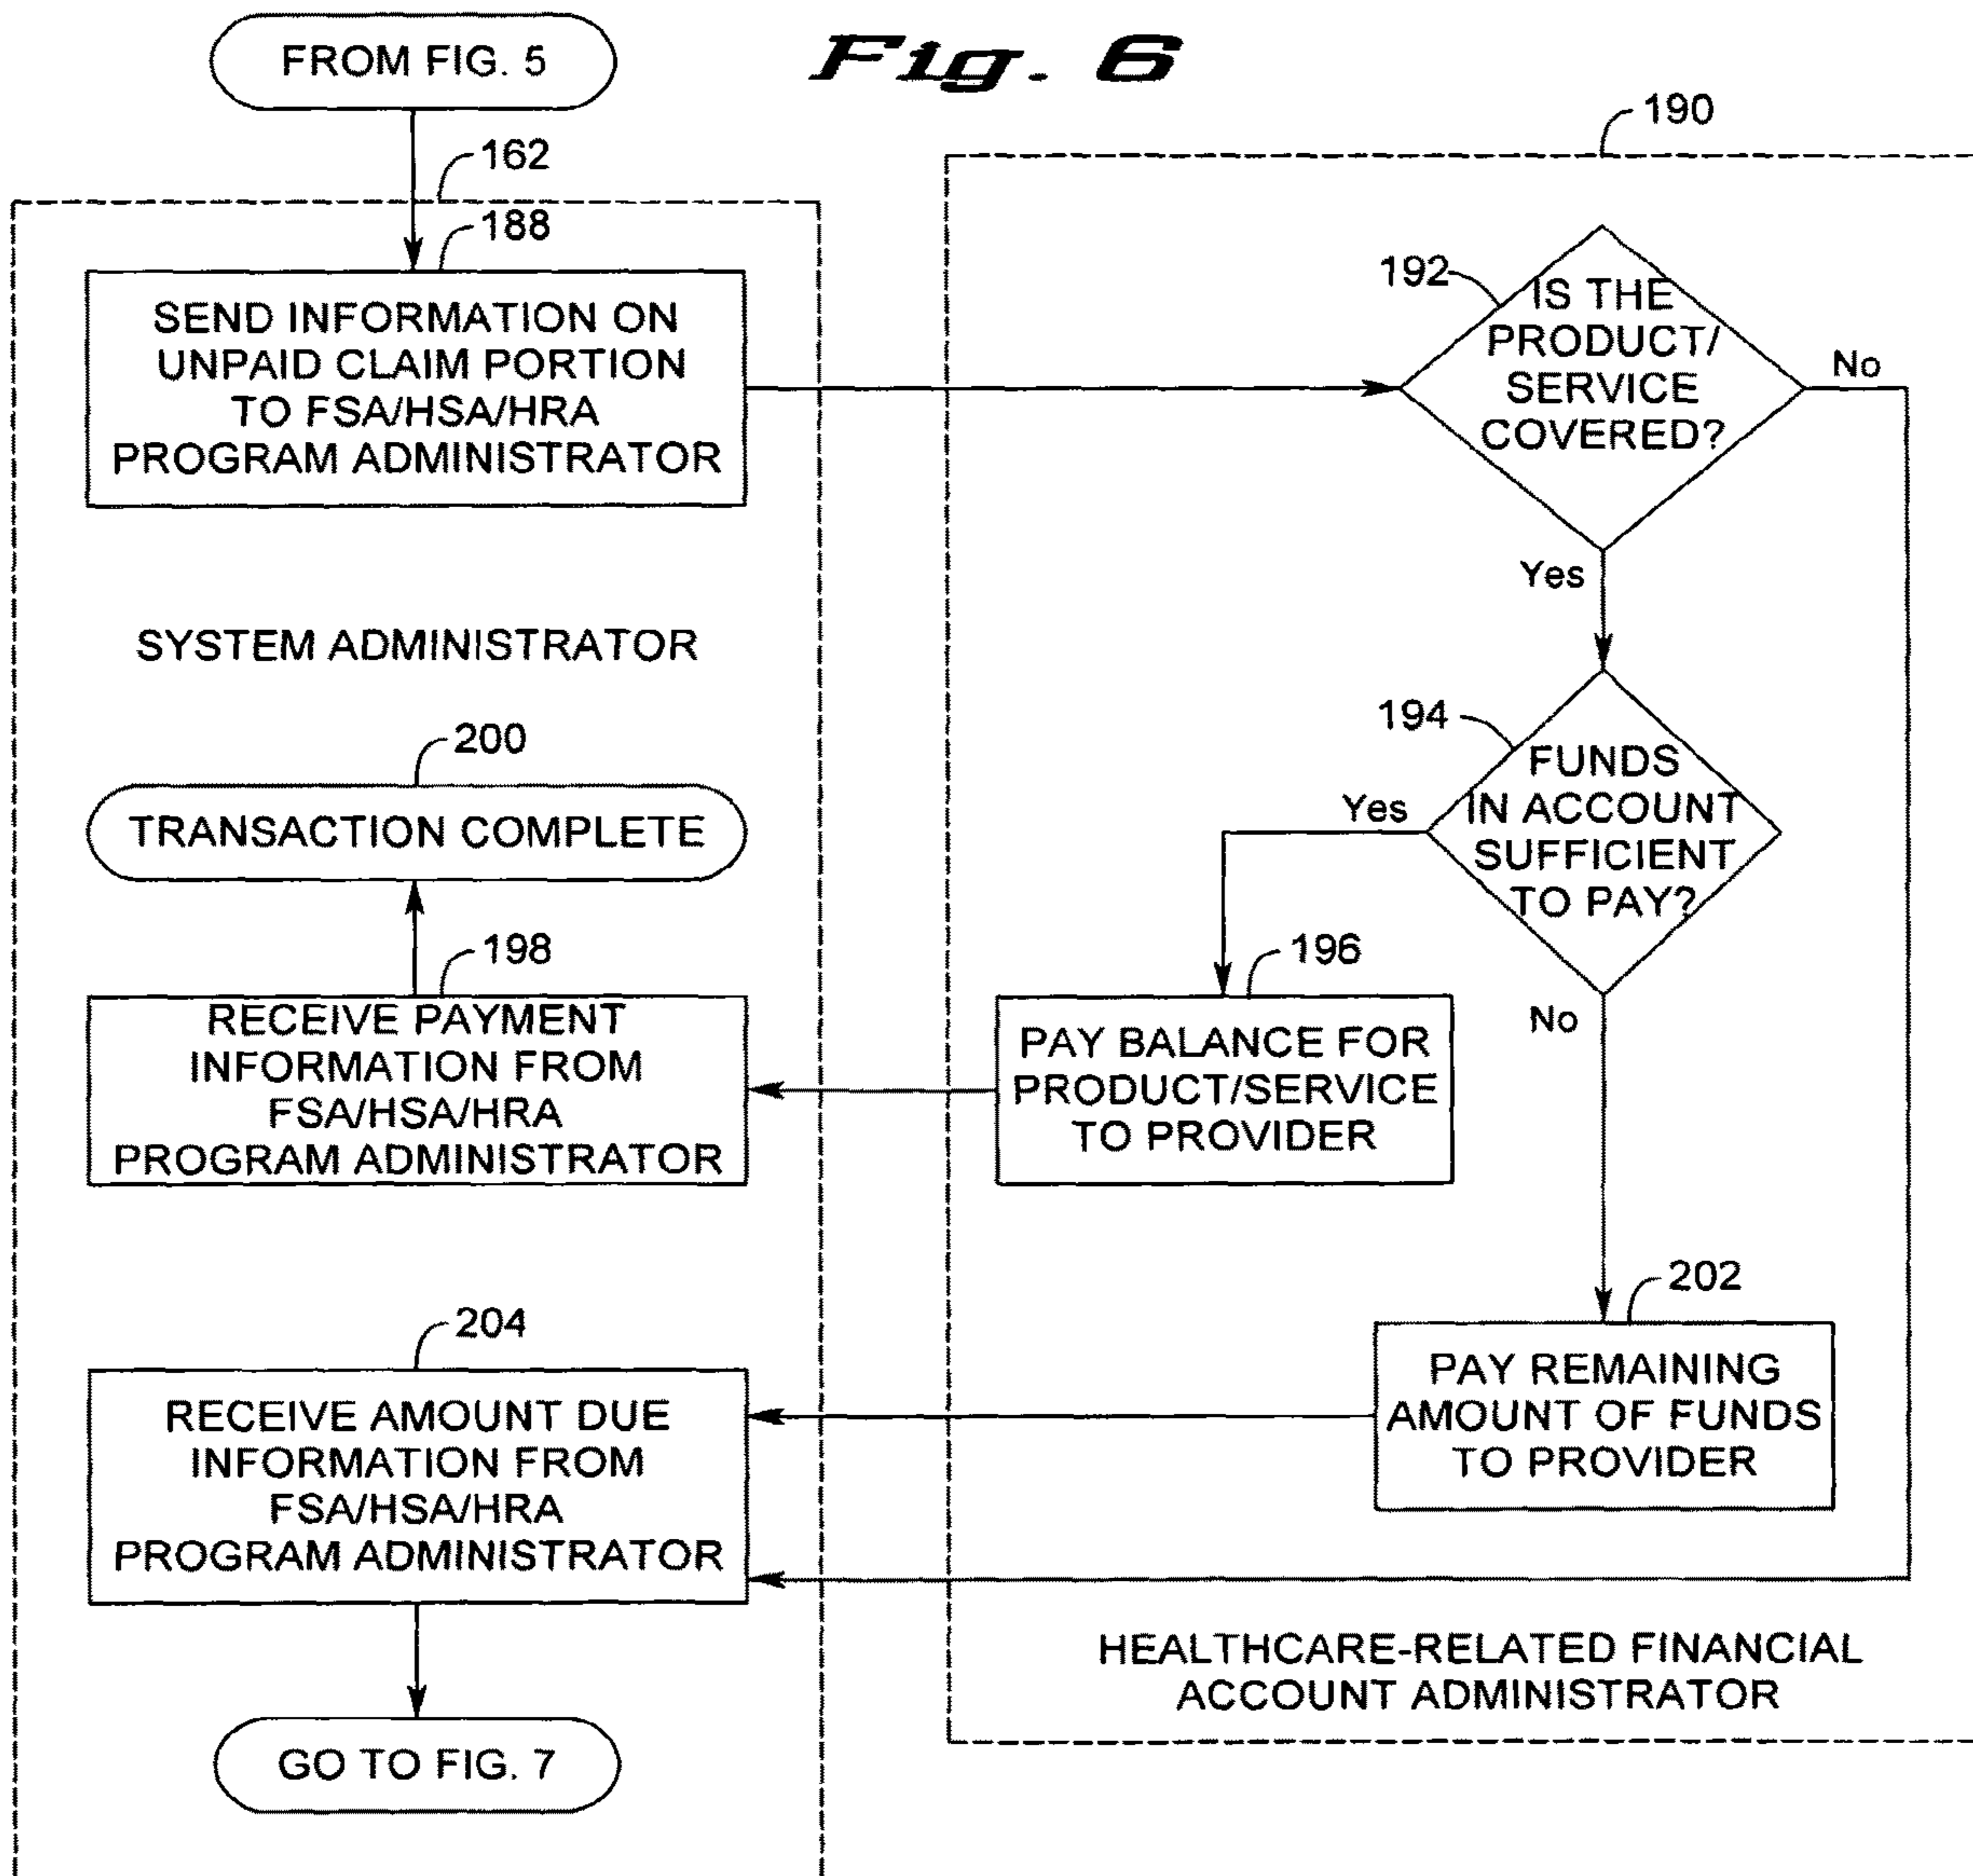 FROM FIG. 5
Fig. 6
190
162
188
SEND INFORMATION ON
UNPAID CLAIM PORTION
TO FSA/HSA/HRA
PROGRAM ADMINISTRATOR
192
IS THE
PRODUCT/
SERVICE
COVERED?
No
Yes
SYSTEM ADMINISTRATOR
194
FUNDS
IN ACCOUNT
SUFFICIENT
TO PAY?
Yes
No
200
TRANSACTION COMPLETE
198
RECEIVE PAYMENT
INFORMATION FROM
FSA/HSA/HRA
PROGRAM ADMINISTRATOR
196
PAY BALANCE FOR
PRODUCT/SERVICE
TO PROVIDER
202
PAY REMAINING
AMOUNT OF FUNDS
TO PROVIDER
204
RECEIVE AMOUNT DUE
INFORMATION FROM
FSA/HSA/HRA
PROGRAM ADMINISTRATOR
HEALTHCARE-RELATED FINANCIAL
ACCOUNT ADMINISTRATOR
GO TO FIG. 7